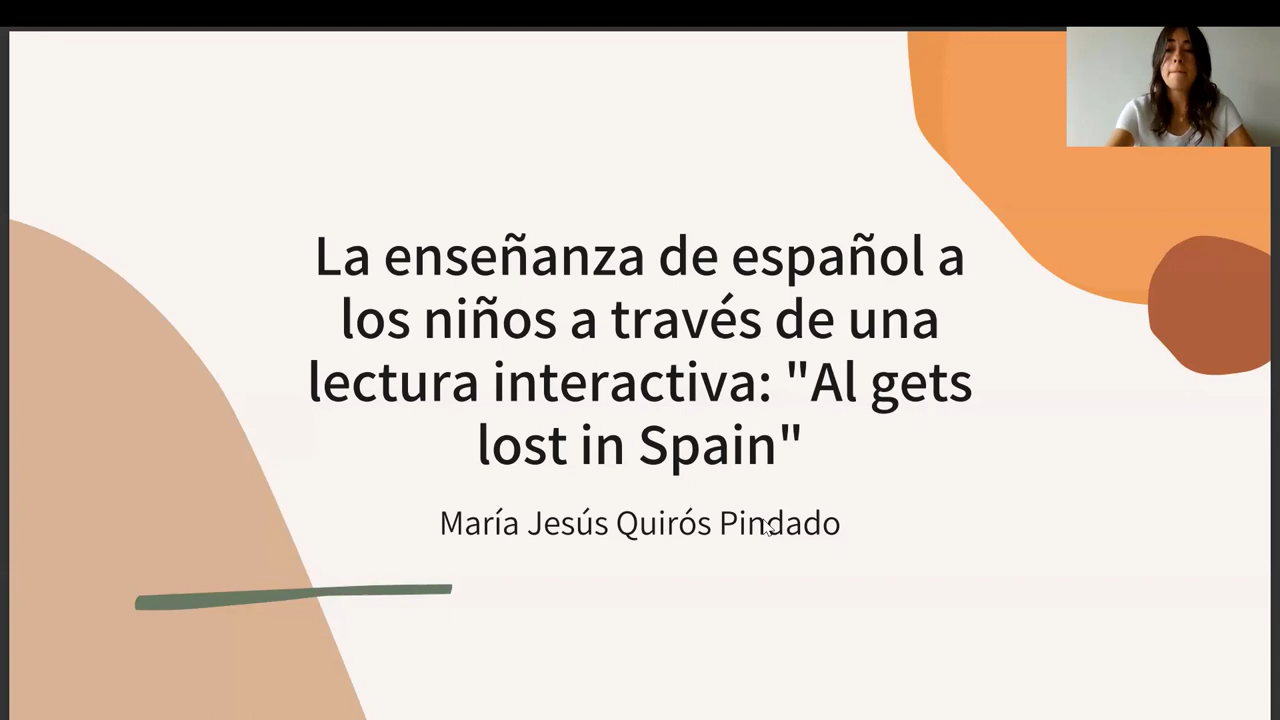 La enseñanza de español a
los niños a través de una
lectura interactiva: "Al gets
lost in Spain"
María Jesús Quirós Pindado